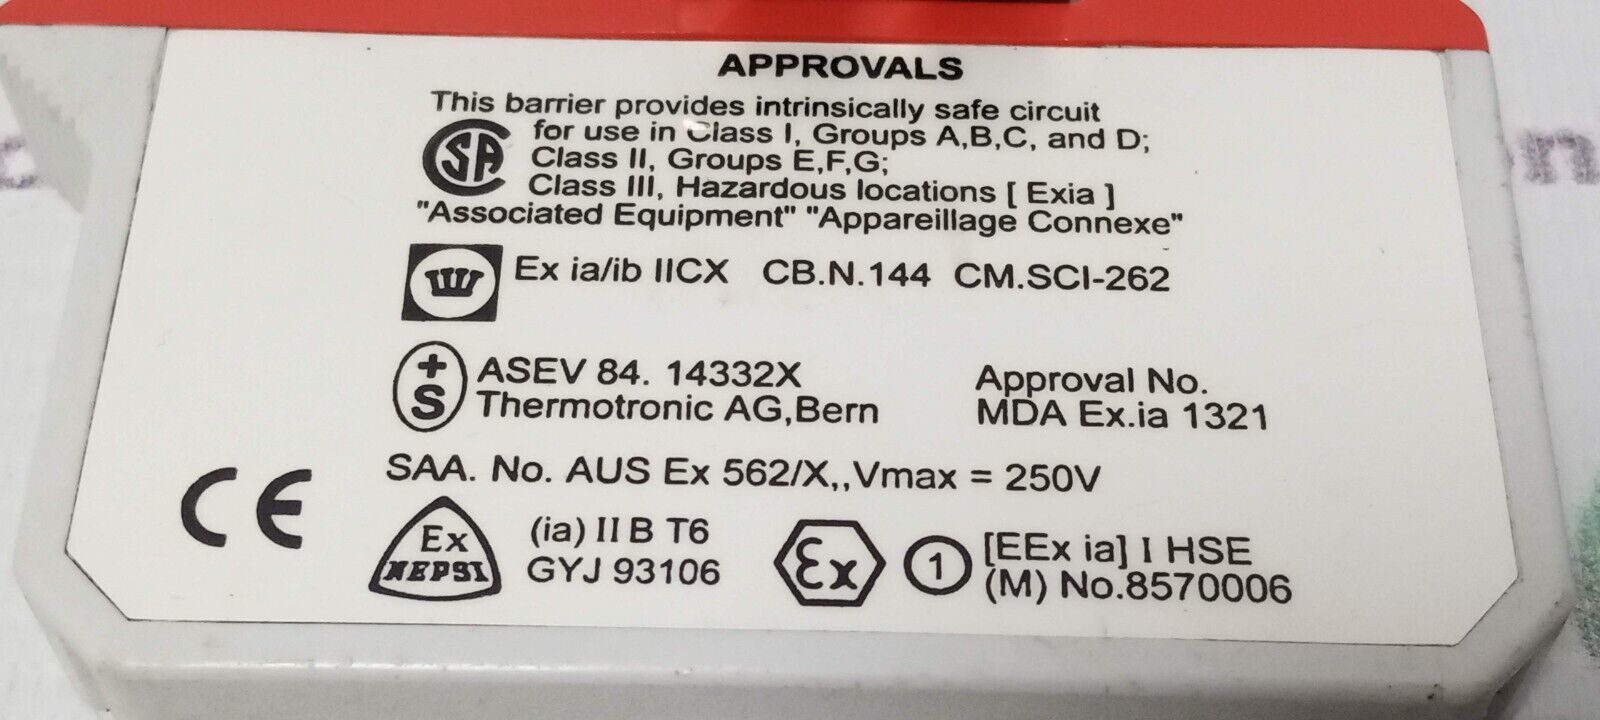 APPROVALS
This barrier provides intrinsically safe circuit
for use in Class I, Groups A,B,C, and D;
SA
Class II, Groups E,F,G;
Class III, Hazardous locations [ Exia ]
"Associated Equipment" "Appareillage Connexe"
Ex ia/ib IICX CB.N.144 CM.SCI-262
+
S
ASEV 84. 14332X
Thermotronic AG,Bern
Approval No.
MDA Ex.ia 1321
SAA. No. AUS Ex 562/X,,Vmax = 250V
CE
Ex
NEPSI
(ia) II B T6
GYJ 93106
Ex
1
[EEx ia] I HSE
(M) No.8570006